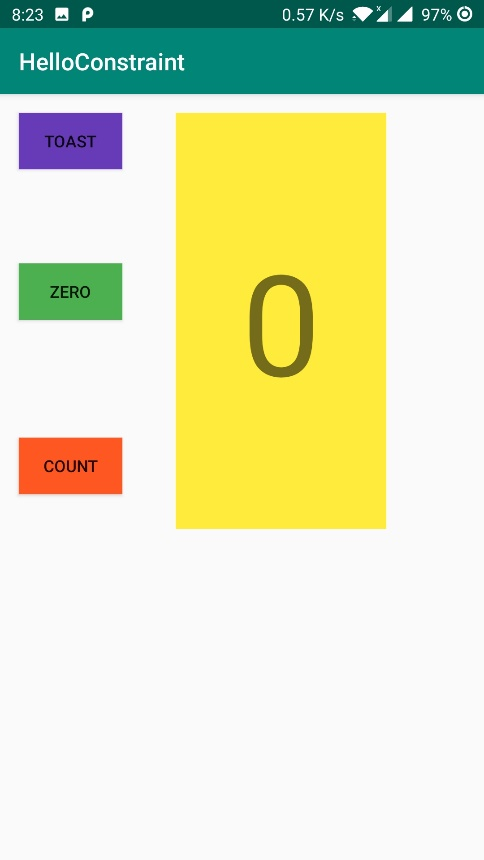 8:23 0.57 K/s x 97%
HelloConstraint
TOAST
ZERO
0
COUNT